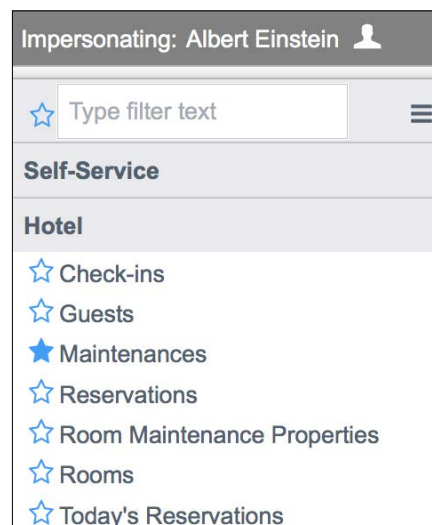 Impersonating: Albert Einstein
Type filter text
Self-Service
Hotel
Check-ins
Guests
Maintenances
Reservations
Room Maintenance Properties
Rooms
Today's Reservations